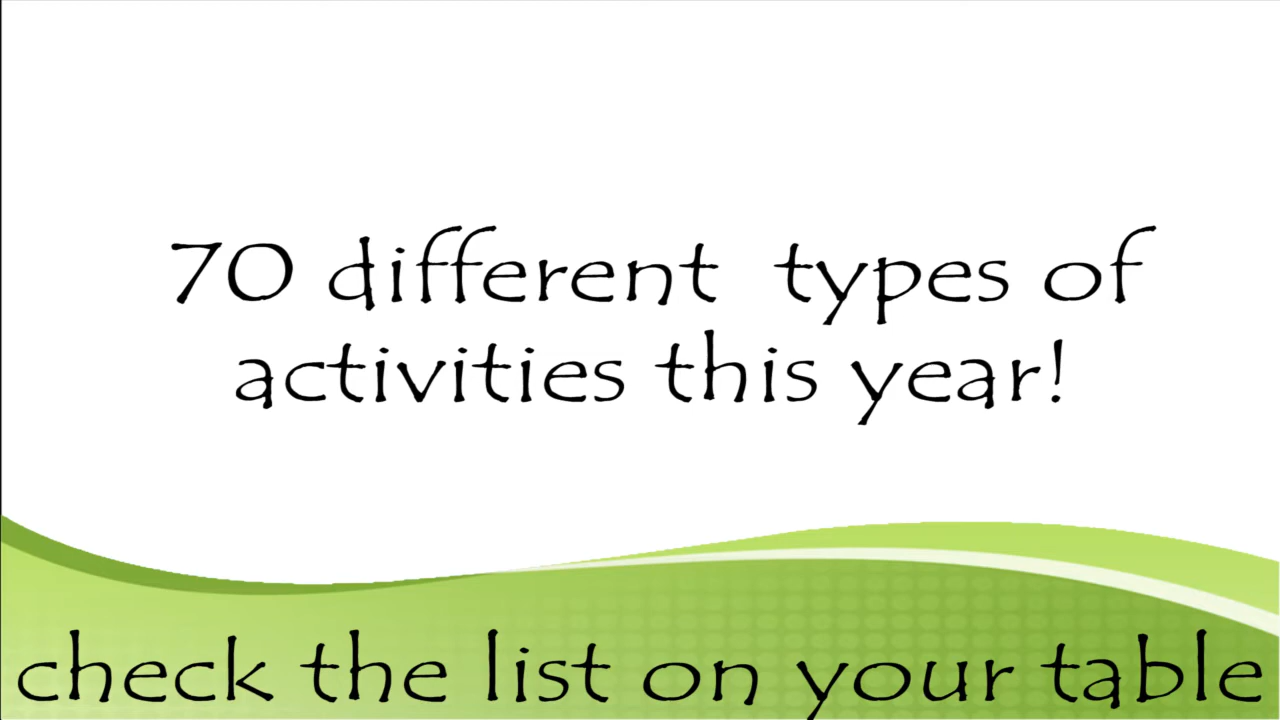 70 different  types of
activities this year!
check the list on your table